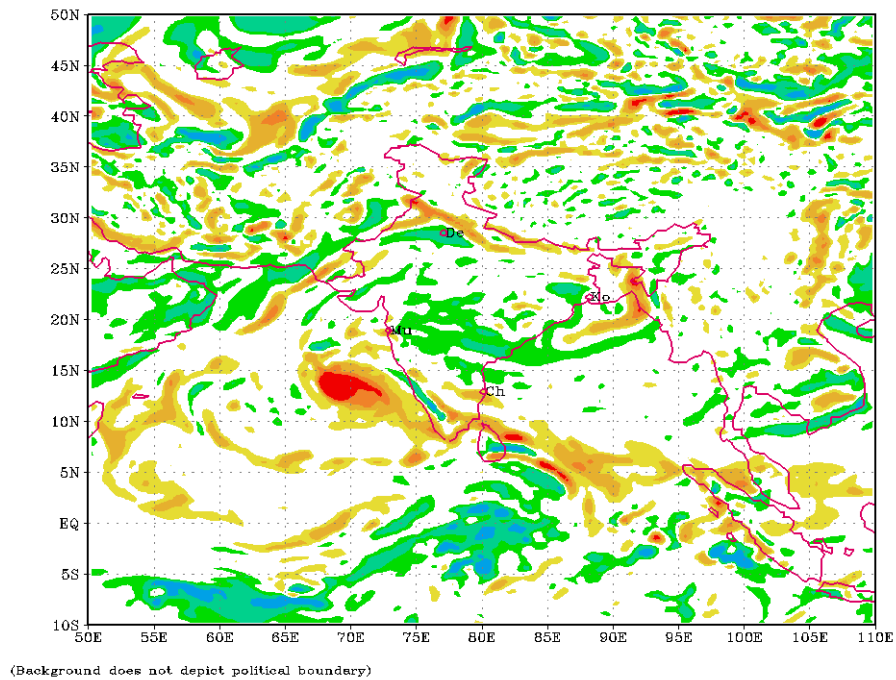 50N
45N
40N
35N
30N
De
25N
Ko
20N
Mu
15N
Ch
10N
5N
EQ
5S
10S
50E 55E 60E 65E 70E 75E 80E 85E 90E 95E 100E 105E 110E
(Background does not depict political boundary)